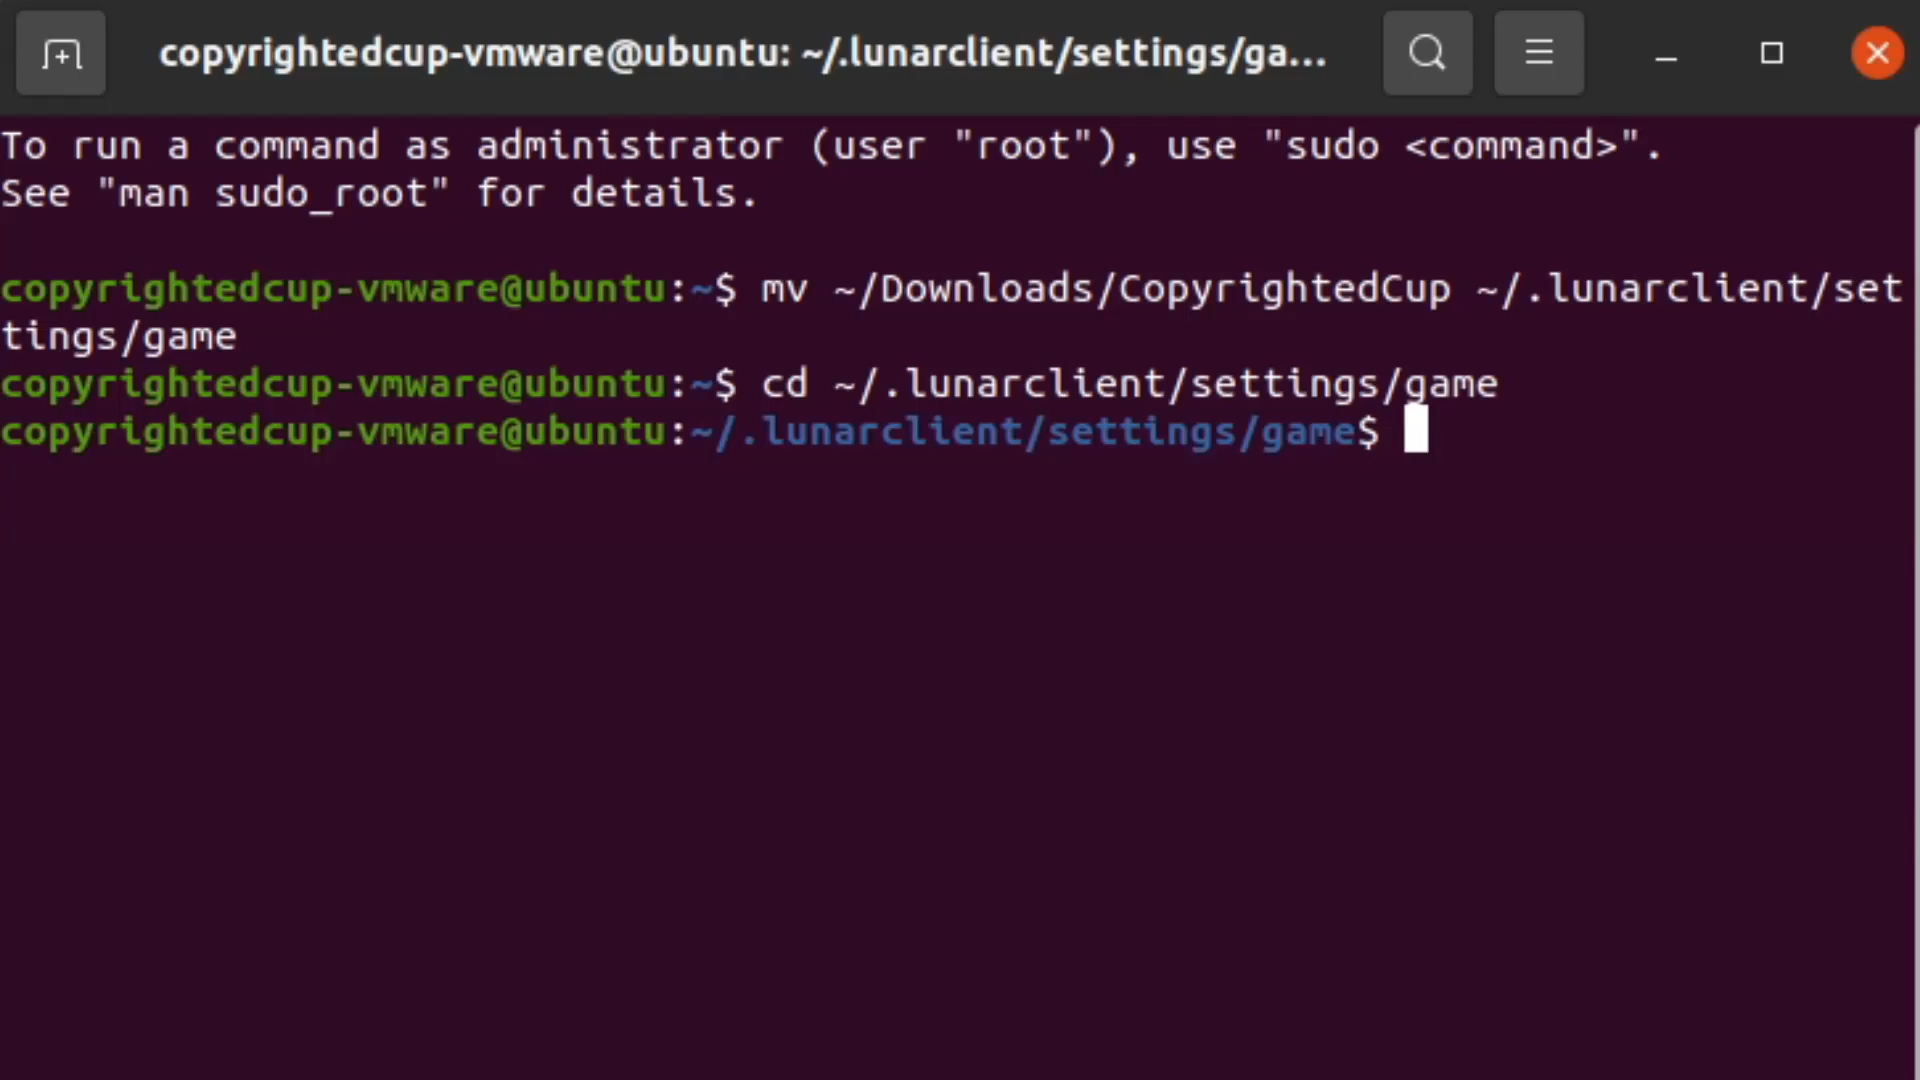 copyrightedcup-vmware@ubuntu: ~/.lunarclient/settings/ga...
To run a command as administrator (user "root"), use "sudo <command>".
See "man sudo_root" for details.
copyrightedcup-vmware@ubuntu:~$ mv ~/Downloads/CopyrightedCup ~/.lunarclient/set
tings/game
copyrightedcup-vmware@ubuntu:~$ cd ~/.lunarclient/settings/game
copyrightedcup-vmware@ubuntu:~/.lunarclient/settings/game$